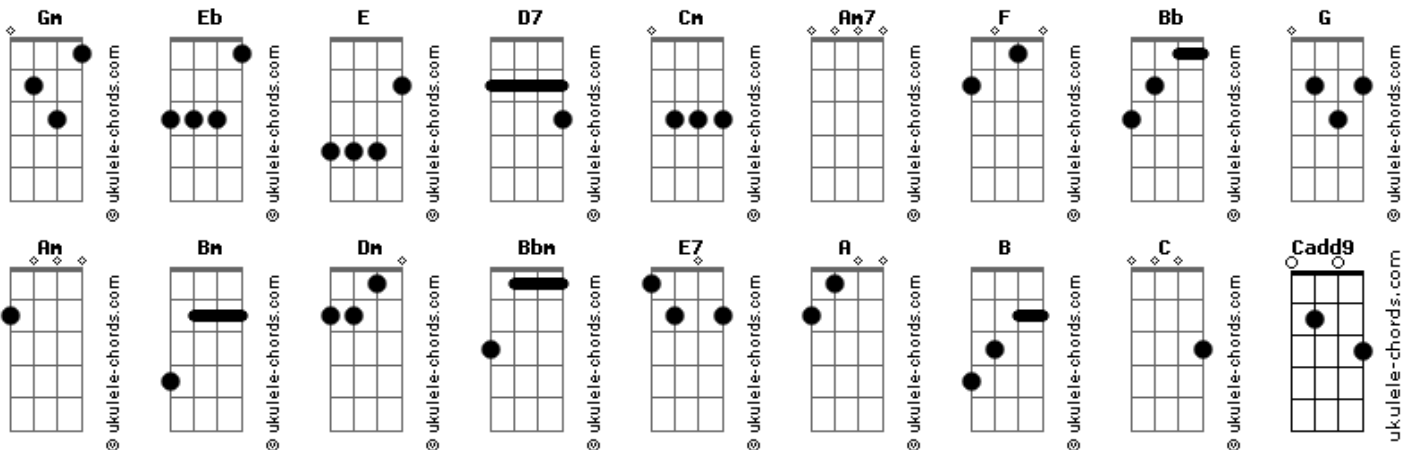 Gm Eb E D7 Cm Am7 F Bb G
© ukulele-chords.com © ukulele-chords.com © ukulele-chords.com © ukulele-chords.com © ukulele-chords.com © ukulele-chords.com © ukulele-chords.com © ukulele-chords.com © ukulele-chords.com
Am Bm Dm Bbm E7 A B C Cadd9
© ukulele-chords.com © ukulele-chords.com © ukulele-chords.com © ukulele-chords.com © ukulele-chords.com © ukulele-chords.com © ukulele-chords.com © ukulele-chords.com ukulele-chords.com